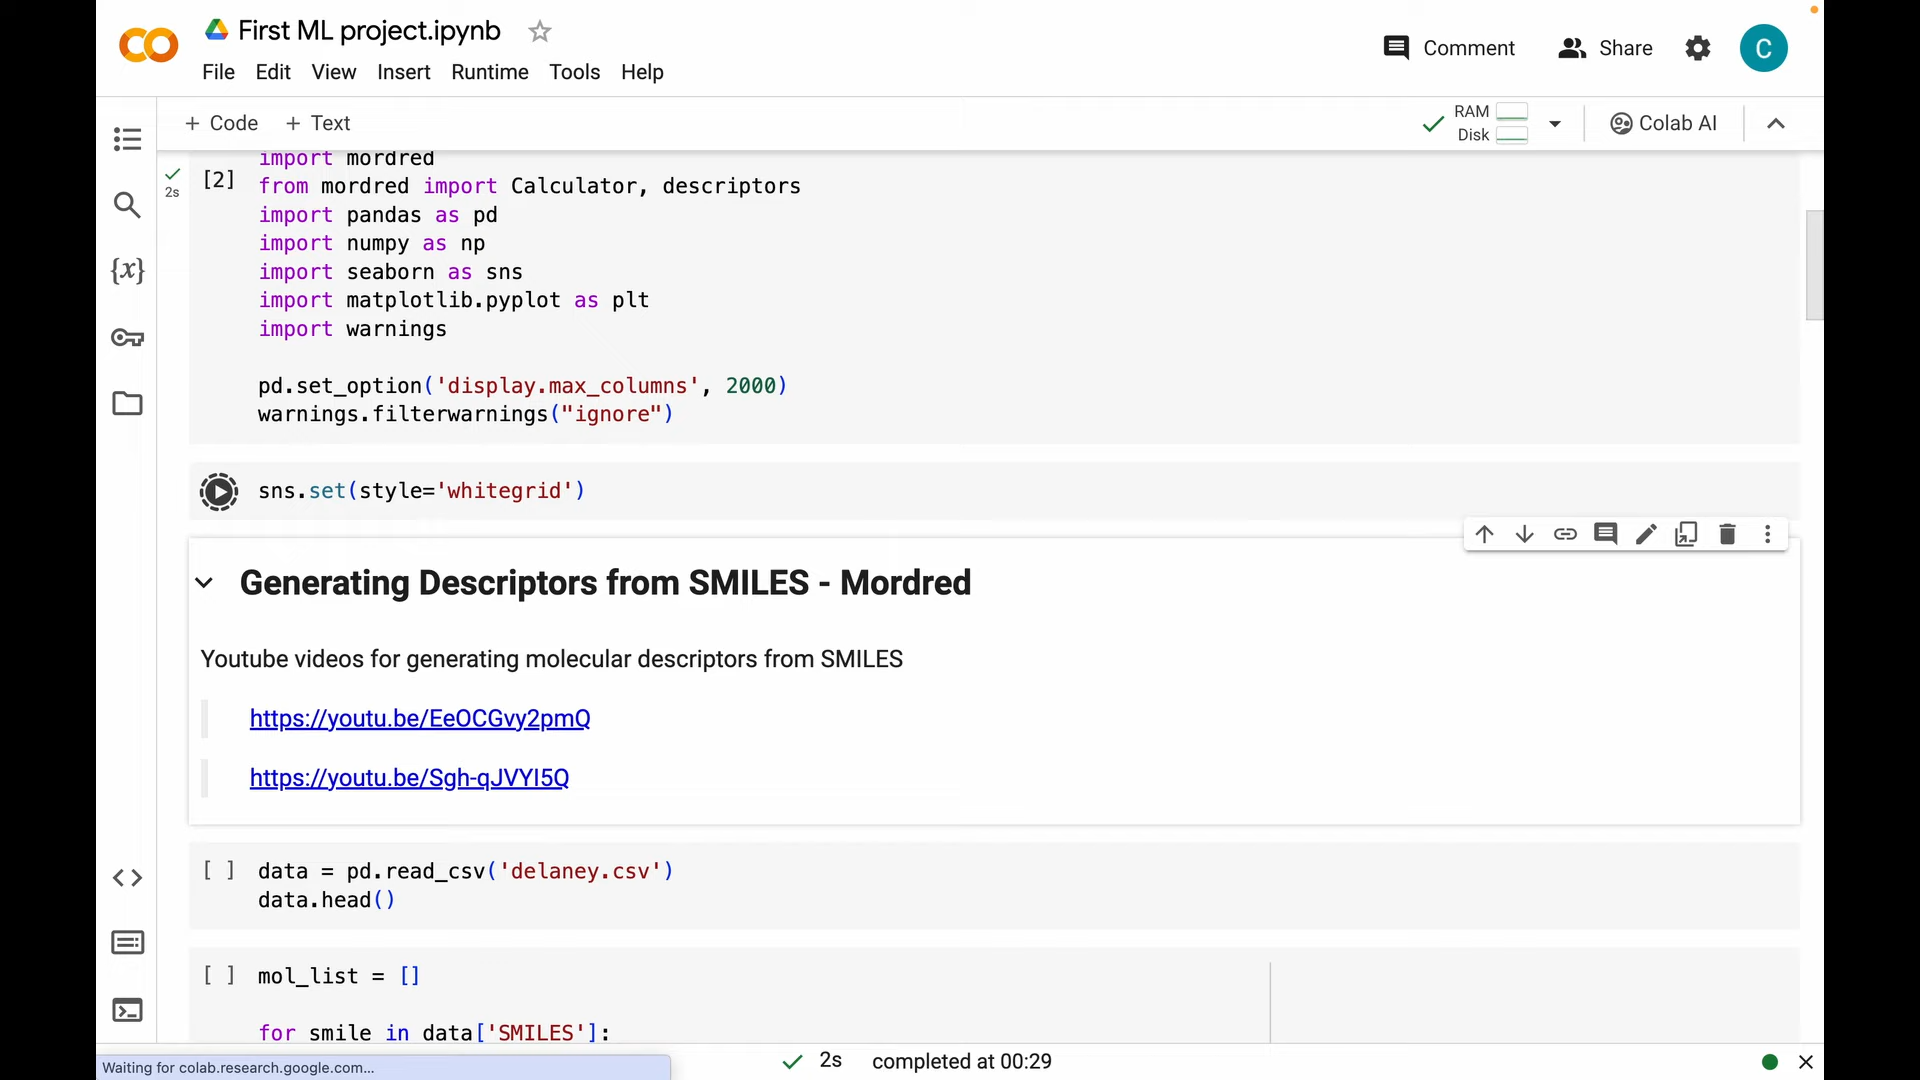 First ML project.ipynb
Comment
Share
C
File Edit View Insert Runtime Tools Help
+ Code + Text
RAM
Disk
Colab AI
import mordred
[2]
2s
from mordred import Calculator, descriptors
import pandas as pd
import numpy as np
import seaborn as sns
import matplotlib.pyplot as plt
import warnings
pd.set_option('display.max_columns', 2000)
warnings.filterwarnings("ignore")
sns.set(style='whitegrid')
Generating Descriptors from SMILES - Mordred
Youtube videos for generating molecular descriptors from SMILES
https://youtu.be/EeOCGvy2pmQ
https://youtu.be/Sgh-qJVYI5Q
[ ] data = pd.read_csv('delaney.csv')
data.head()
[ ] mol_list = []
for smile in data['SMILES']:
Waiting for colab.research.google.com...
2s completed at 00:29